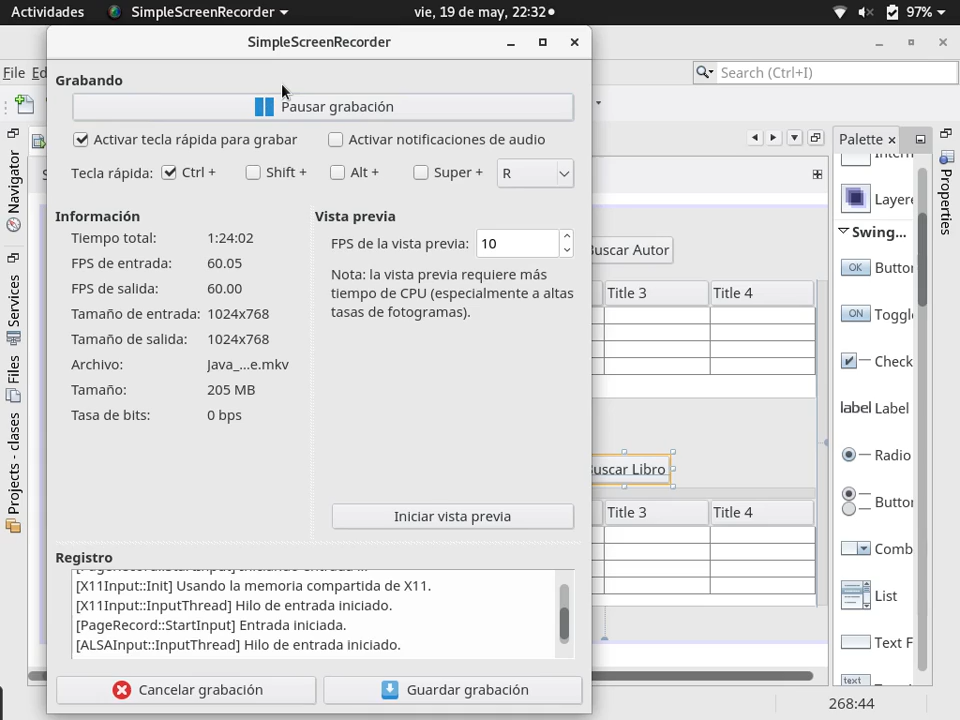 Actividades
SimpleScreenRecorder
vie, 19 de may, 22:32
97%
SimpleScreenRecorder
File
Search (Ctrl+I)
Grabando
Pausar grabación
Activar tecla rápida para grabar
Activar notificaciones de audio
Tecla rápida:
Ctrl +
Shift +
Alt +
Super +
R
Información
Tiempo total: 1:24:02
FPS de entrada: 60.05
FPS de salida: 60.00
Tamaño de entrada: 1024x768
Tamaño de salida: 1024x768
Archivo: Java_...e.mkv
Tamaño: 205 MB
Tasa de bits: 0 bps
Vista previa
FPS de la vista previa: 10
Nota: la vista previa requiere más
tiempo de CPU (especialmente a altas
tasas de fotogramas).
Iniciar vista previa
Registro
[X11Input::Init] Usando la memoria compartida de X11.
[X11Input::InputThread] Hilo de entrada iniciado.
[PageRecord::StartInput] Entrada iniciada.
[ALSAInput::InputThread] Hilo de entrada iniciado.
Cancelar grabación
Guardar grabación
Navigator
Services
Files
Projects - clases
Buscar Autor
Title 3
Title 4
Buscar Libro
Title 3
Title 4
Palette
Layere
Swing...
OK
Button
ON
Toggle
Check
label Label
Radio
Button
Comb
List
Text F
text
Properties
268:44